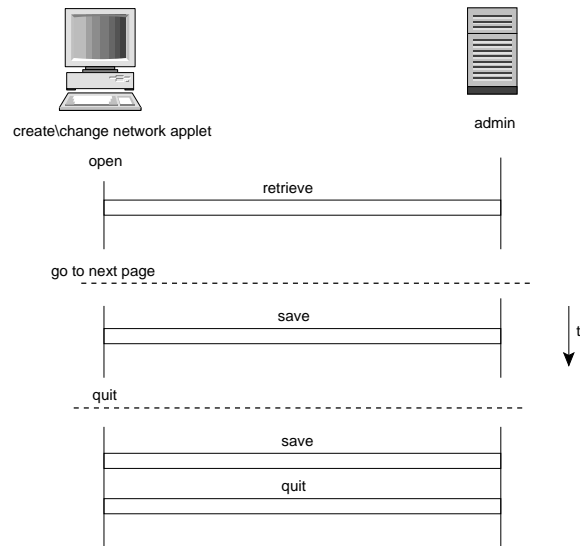 create\change network applet
admin
open
retrieve
go to next page
save
t
quit
save
quit